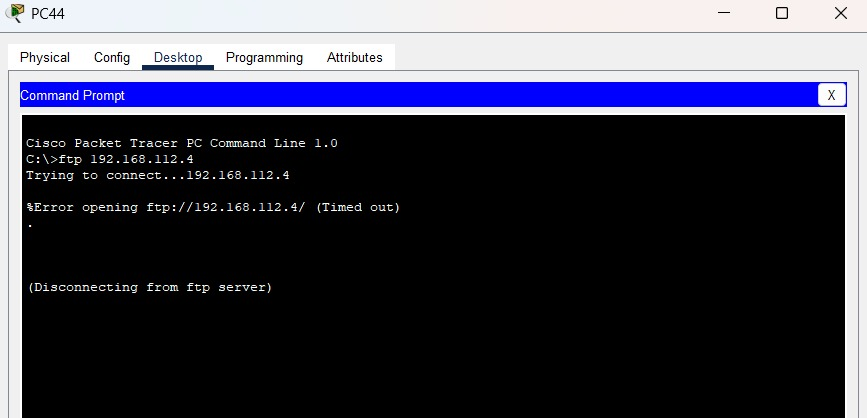 PC44
Physical Config Desktop Programming Attributes
Command Prompt X
Cisco Packet Tracer PC Command Line 1.0
C:\>ftp 192.168.112.4
Trying to connect...192.168.112.4
%Error opening ftp://192.168.112.4/ (Timed out)
.
(Disconnecting from ftp server)